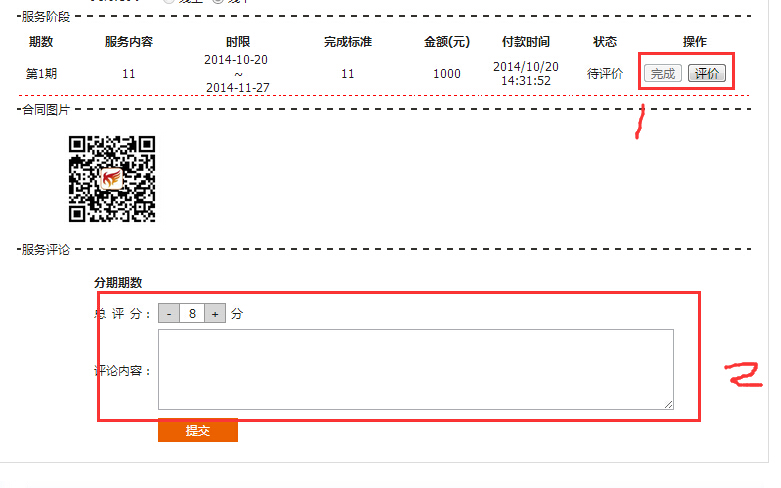 服务阶段
期数 服务内容 时限 完成标准 金额(元) 付款时间 状态 操作
第1期 11 2014-10-20 ~ 2014-11-27 11 1000 2014/10/20 14:31:52 待评价 完成 评价
1
合同图片
服务评论
分期期数
总 评 分： - 8 + 分
评论内容：
2
提交